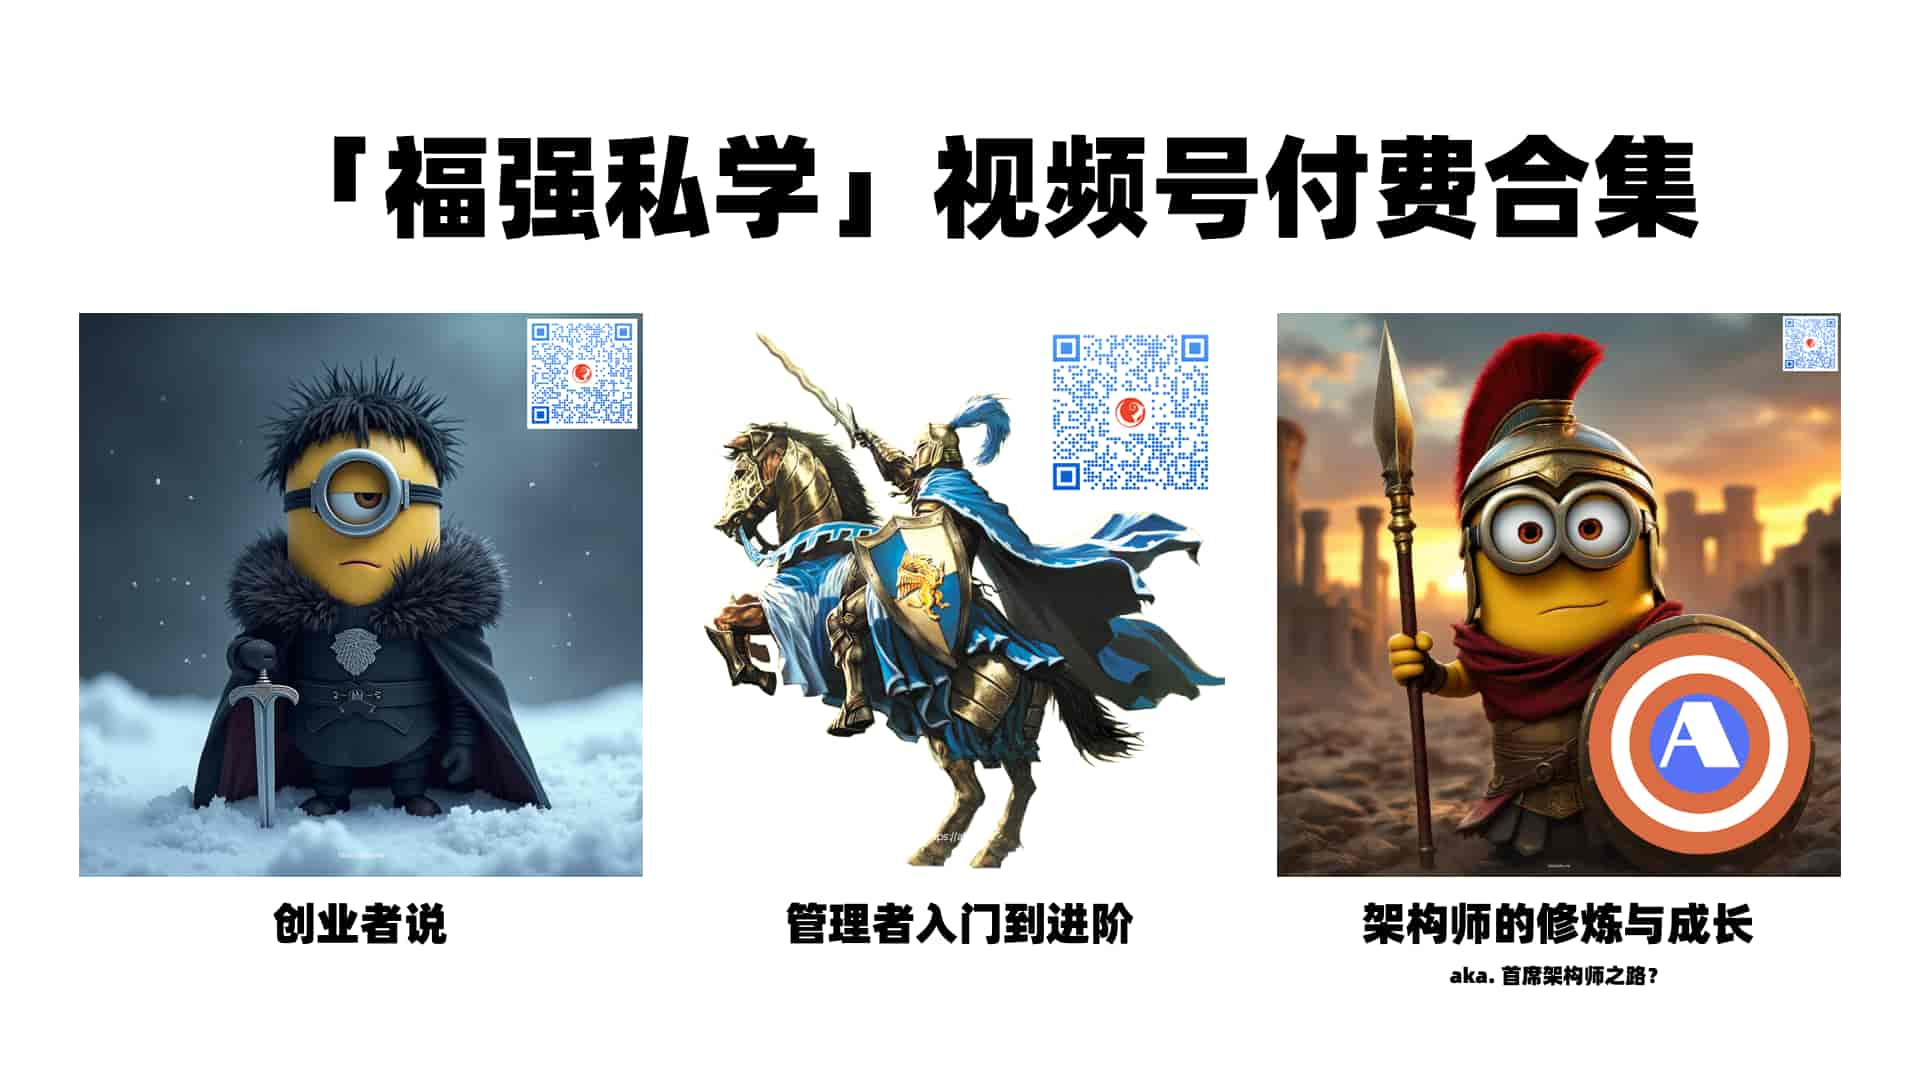 「福强私学」视频号付费合集
A
创业者说
管理者入门到进阶
架构师的修炼与成长
aka. 首席架构师之路？